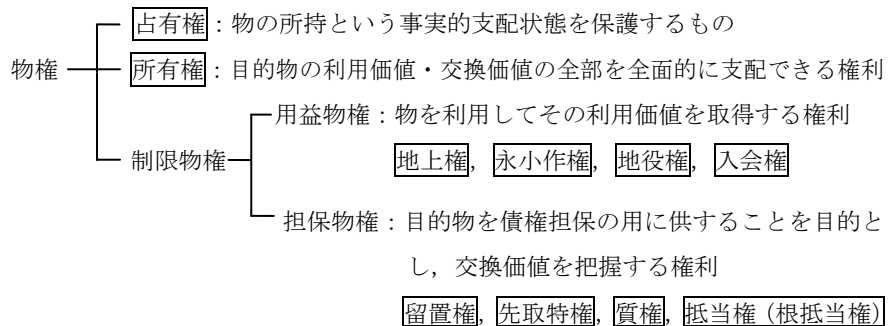 占有権：物の所持という事実的支配状態を保護するもの
物権
所有権：目的物の利用価値・交換価値の全部を全面的に支配できる権利
用益物権：物を利用してその利用価値を取得する権利
制限物権
地上権，永小作権，地役権，入会権
担保物権：目的物を債権担保の用に供することを目的と
し，交換価値を把握する権利
留置権，先取特権，質権，抵当権（根抵当権）